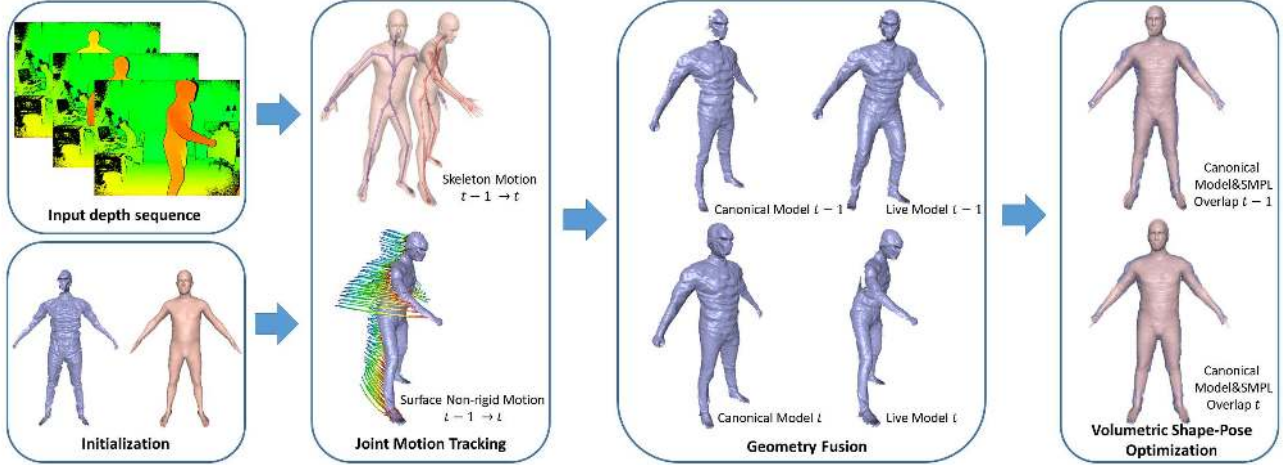 Input depth sequence
Initialization
Skeleton Motion
t − 1 → t
Surface Non-rigid Motion
t − 1 → t
Joint Motion Tracking
Canonical Model t − 1
Live Model t − 1
Canonical Model t
Live Model t
Geometry Fusion
Canonical
Model&SMPL
Overlap t − 1
Canonical
Model&SMPL
Overlap t
Volumetric Shape-Pose
Optimization